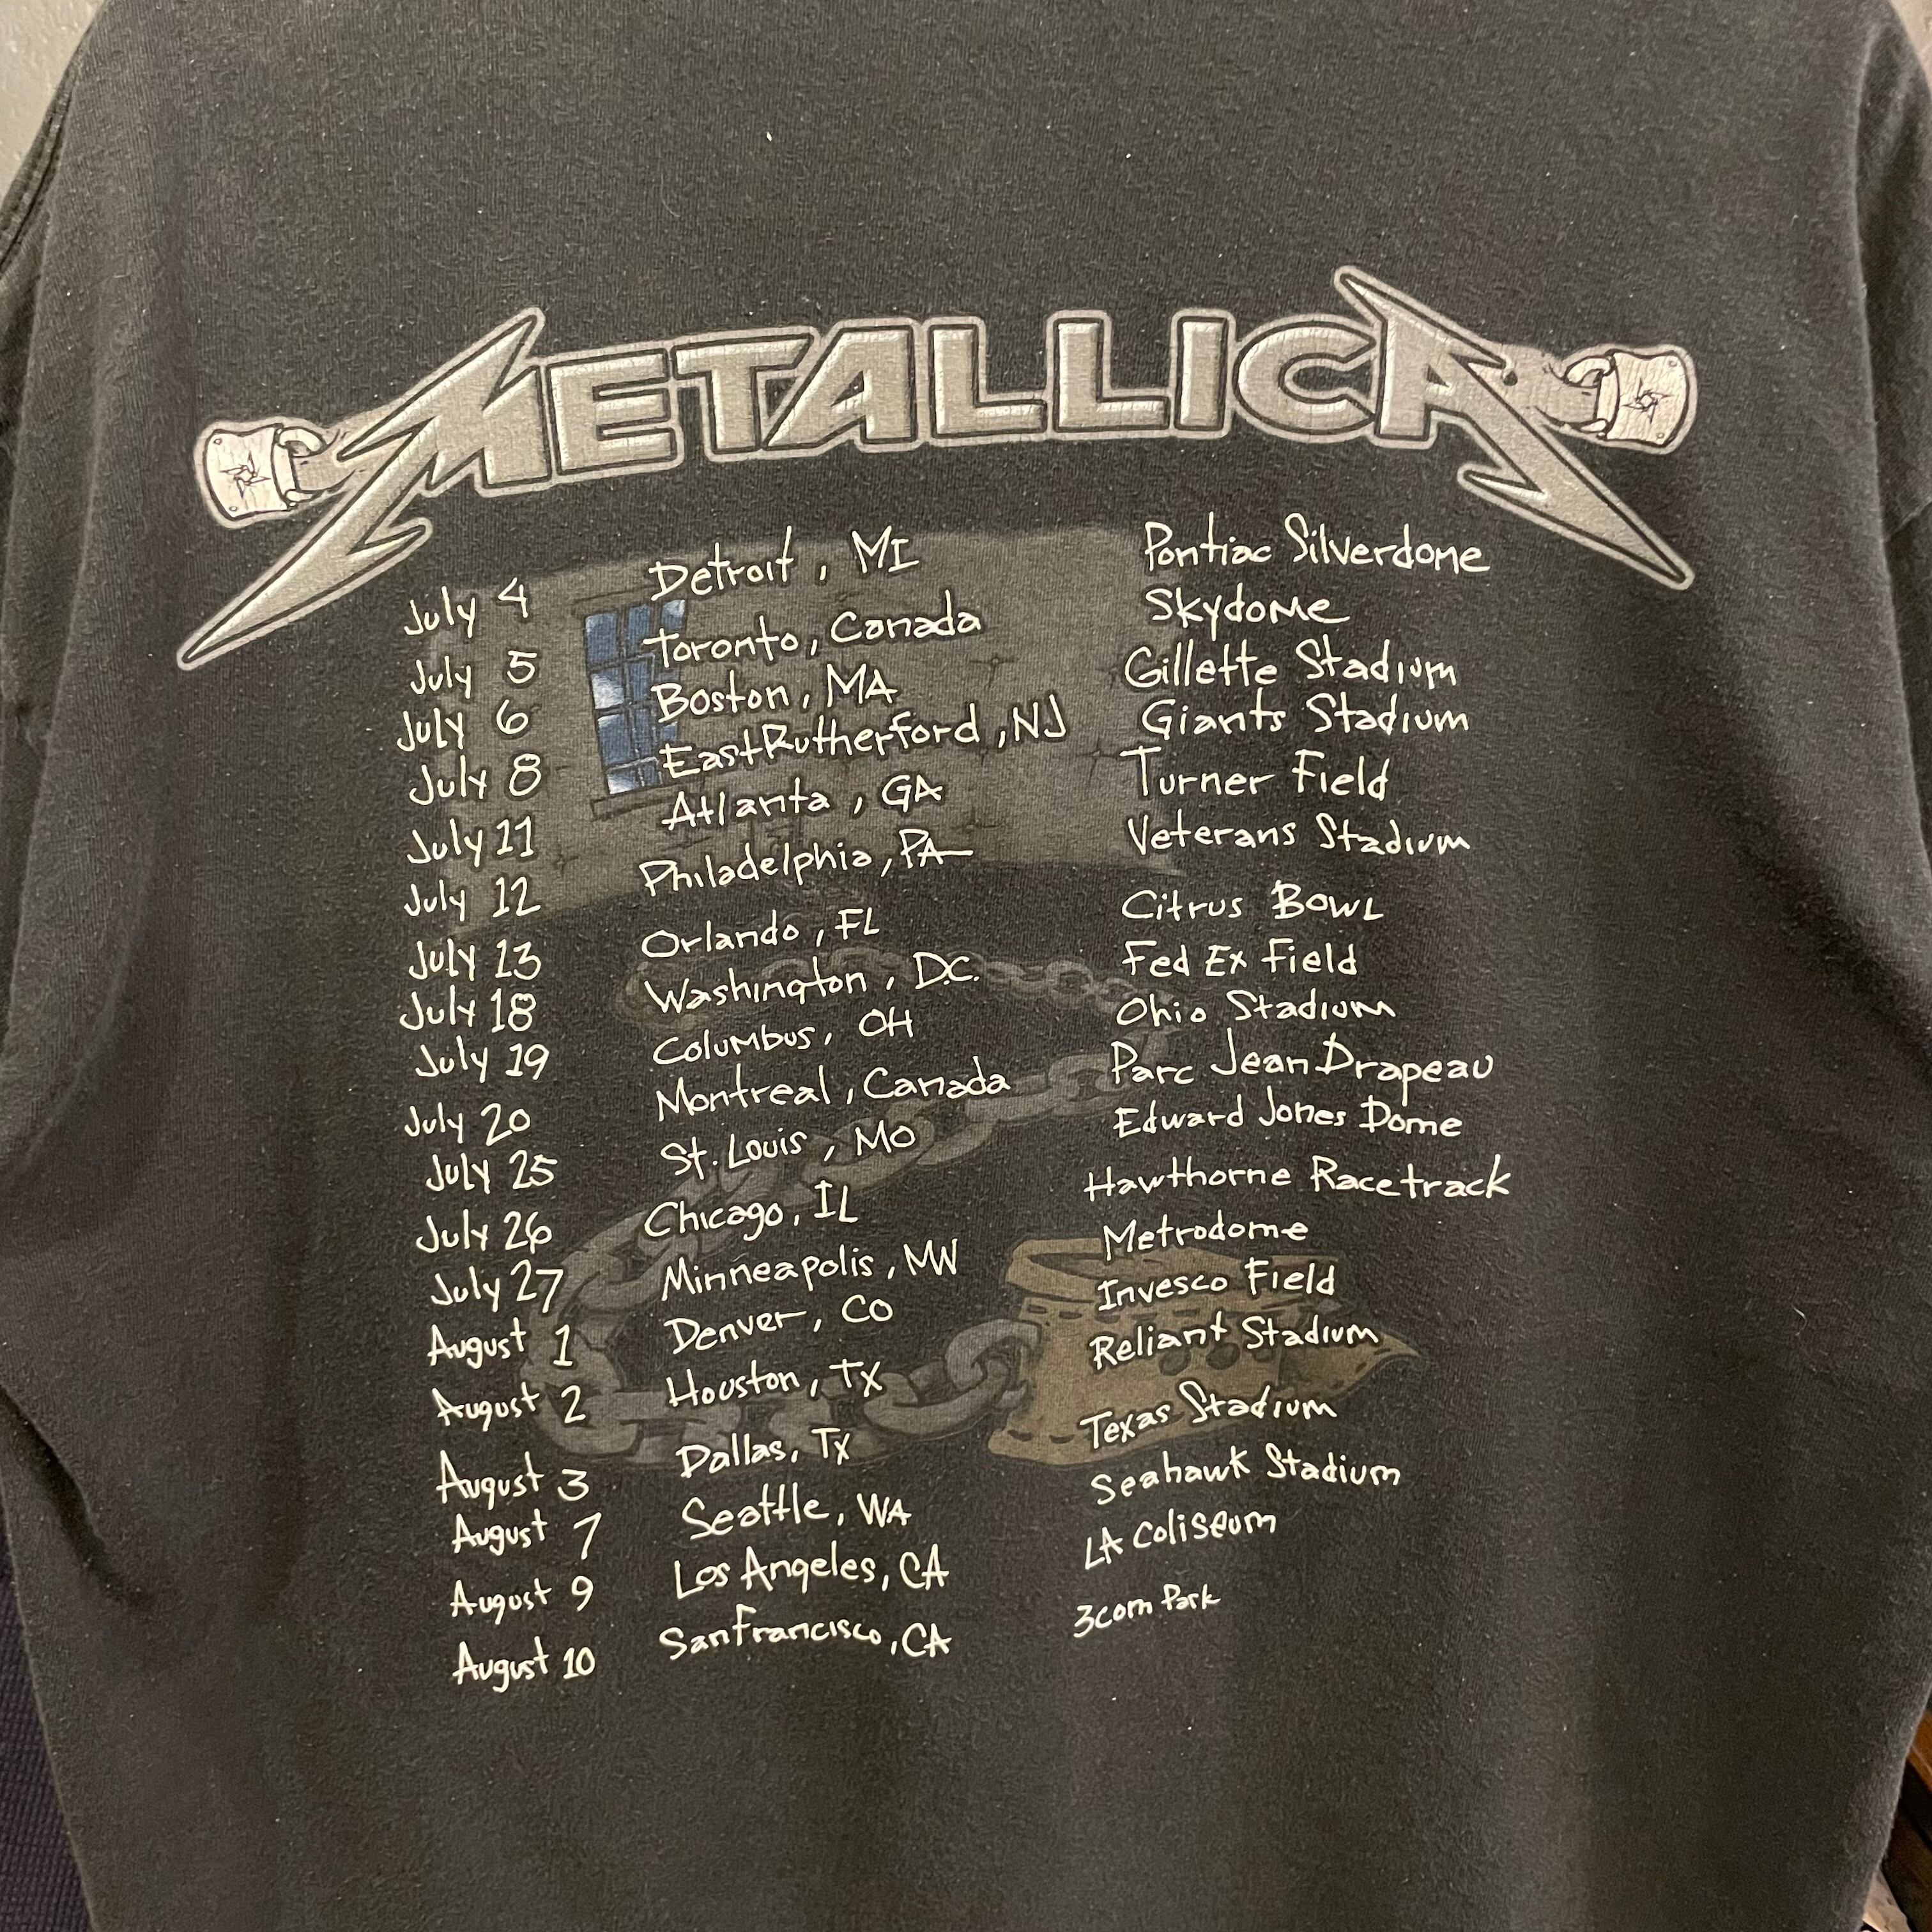 METALLICA
July 4 Detroit, MI Pontiac Silverdome
July 5 Toronto, Canada Skydome
July 6 Boston, MA Gillette Stadium
July 8 East Rutherford, NJ Giants Stadium
July 11 Atlanta, GA Turner Field
July 12 Philadelphia, PA Veterans Stadium
July 13 Orlando, FL Citrus Bowl
July 18 Washington, D.C. Fed Ex Field
July 19 Columbus, OH Ohio Stadium
July 20 Montreal, Canada Parc Jean Drapeau
July 25 St. Louis, MO Edward Jones Dome
July 26 Chicago, IL Hawthorne Racetrack
July 27 Minneapolis, MN Metrodome
August 1 Denver, CO Invesco Field
August 2 Houston, TX Reliant Stadium
August 3 Dallas, TX Texas Stadium
August 7 Seattle, WA Seahawk Stadium
August 9 Los Angeles, CA LA Coliseum
August 10 San Francisco, CA 3com Park